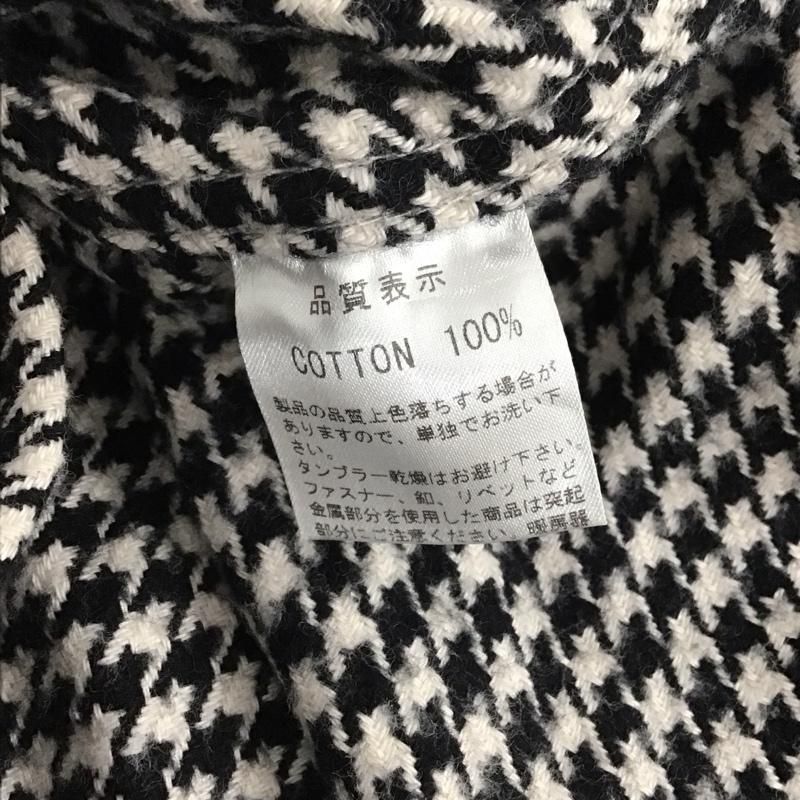 品質表示
COTTON 100%
製品の品質上色落ちする場合が
ありますので、単独でお洗い下
さい。
タンブラー乾燥はお避け下さい。
ファスナー、釦、リベットなど
金属部分を使用した商品は突起
部分にご注意ください。暖房器